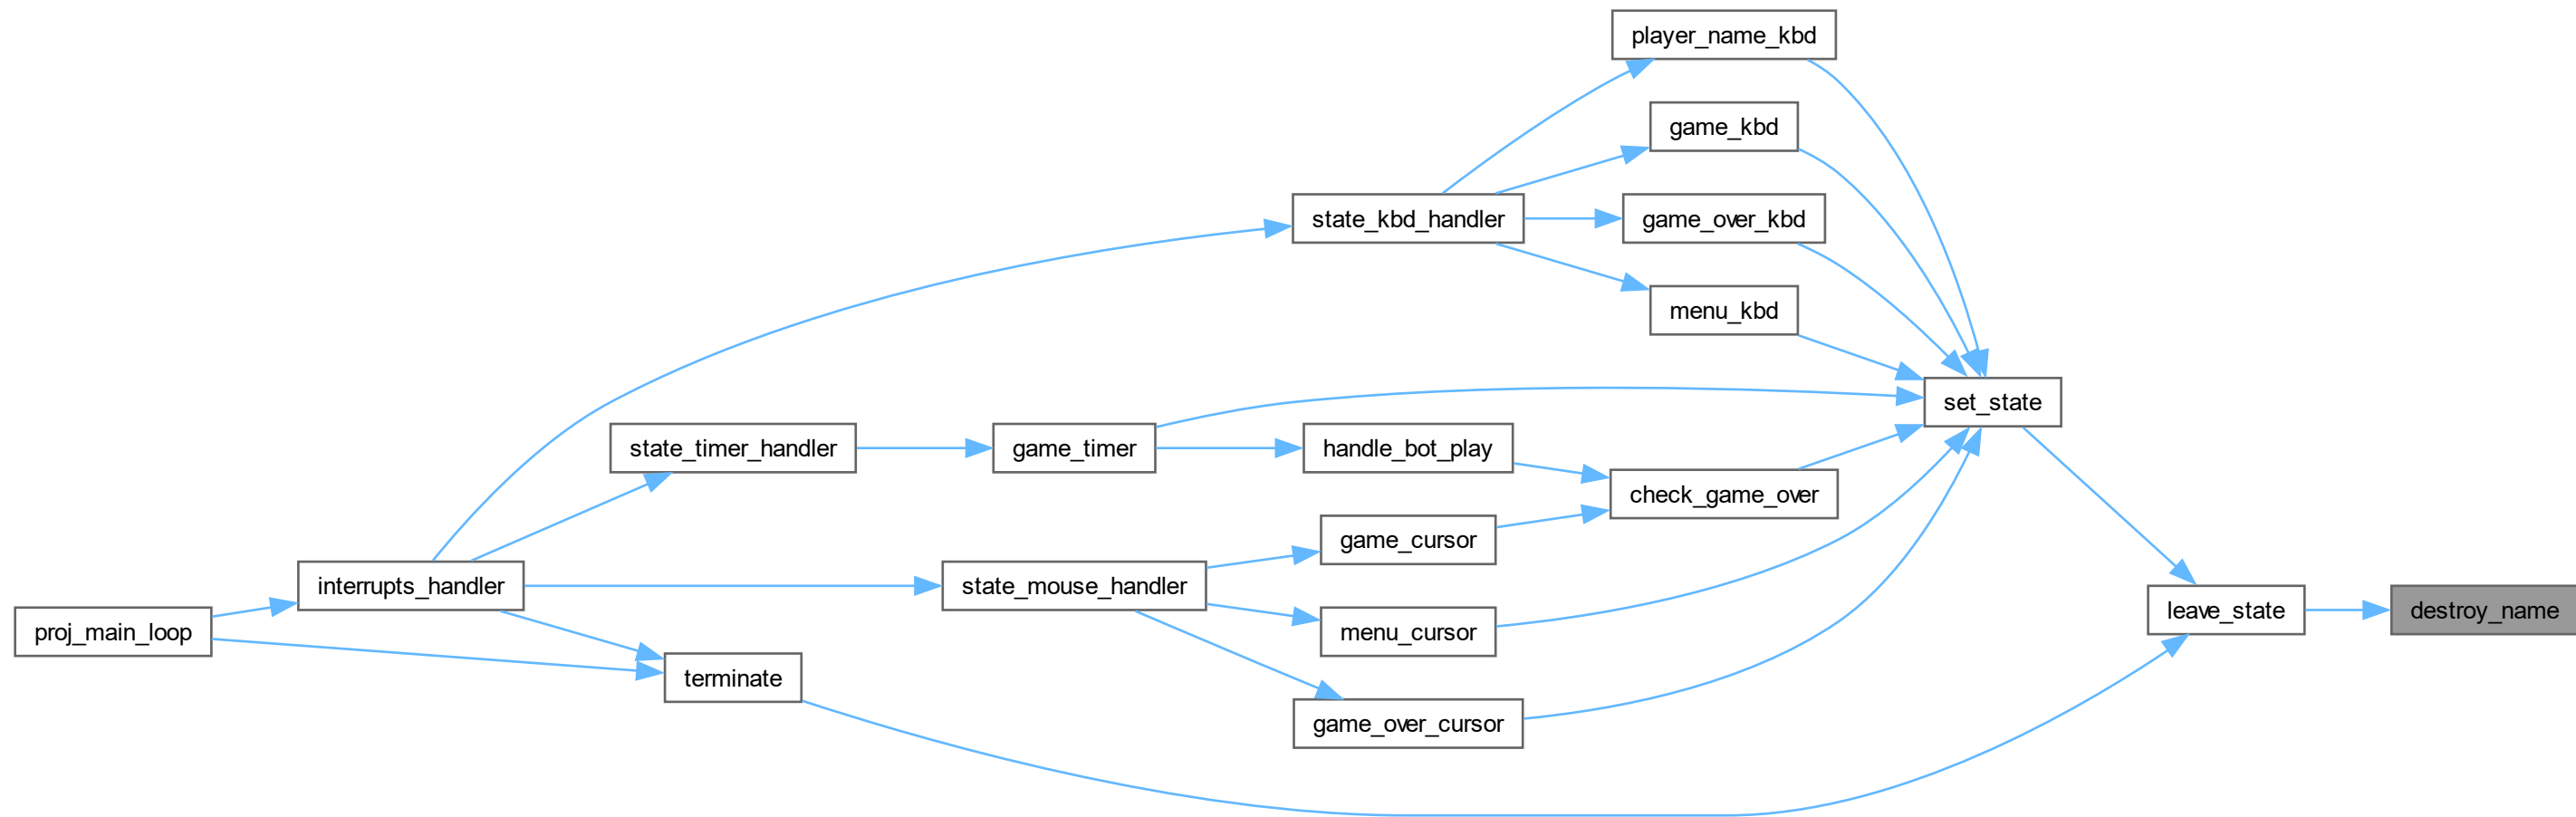 player_name_kbd
game_kbd
state_kbd_handler
game_over_kbd
menu_kbd
set_state
state_timer_handler
game_timer
handle_bot_play
check_game_over
game_cursor
interrupts_handler
state_mouse_handler
leave_state
destroy_name
proj_main_loop
menu_cursor
terminate
game_over_cursor